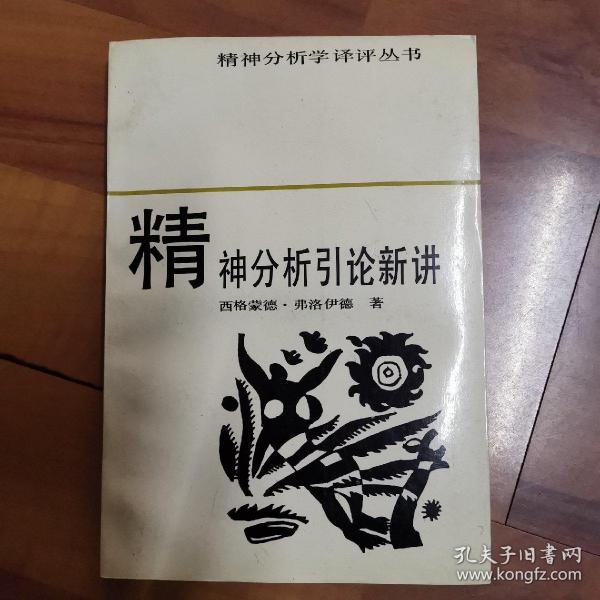 精神分析学译评丛书
精神分析引论新讲
西格蒙德·弗洛伊德 著
孔夫子旧书网
www.kongfz.com